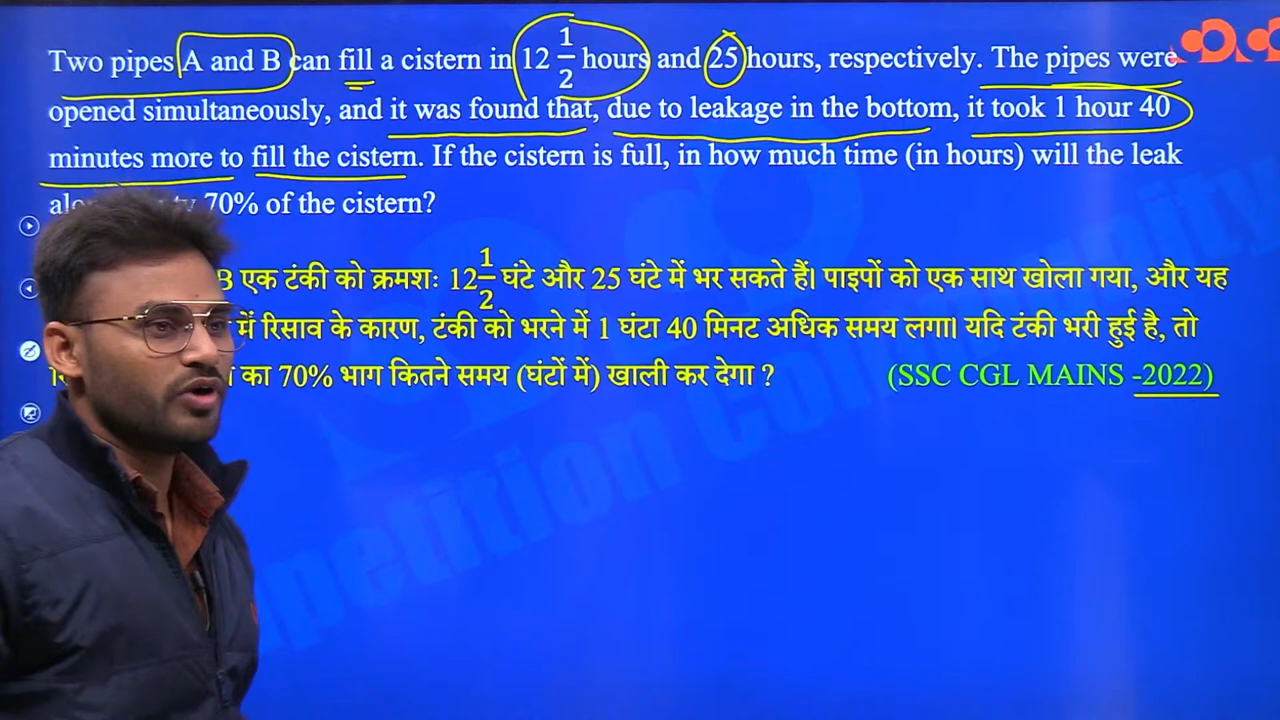 Two pipes A and B can fill a cistern in 12 1/2 hours and 25 hours, respectively. The pipes were
opened simultaneously, and it was found that, due to leakage in the bottom, it took 1 hour 40
minutes more to fill the cistern. If the cistern is full, in how much time (in hours) will the leak
70% of the cistern?
B एक टंकी को क्रमशः 12 1/2 घंटे और 25 घंटे में भर सकते हैं। पाइपों को एक साथ खोला गया, और यह
में रिसाव के कारण, टंकी को भरने में 1 घंटा 40 मिनट अधिक समय लगा। यदि टंकी भरी हुई है, तो
का 70% भाग कितने समय (घंटों में) खाली कर देगा ? (SSC CGL MAINS -2022)
petition Community